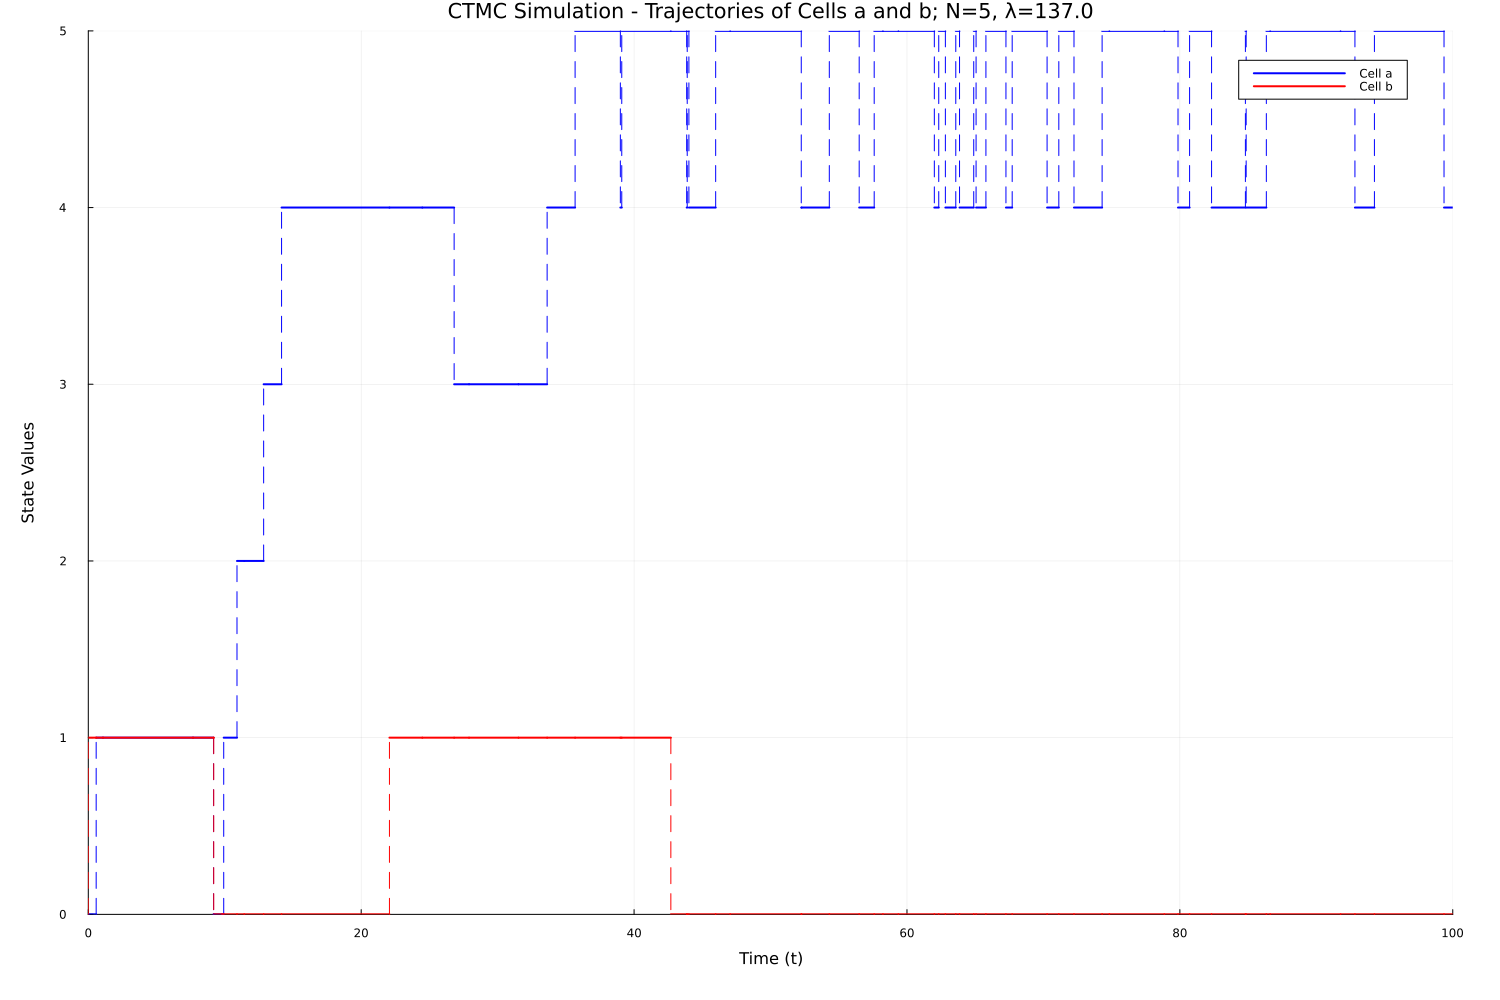 CTMC Simulation - Trajectories of Cells a and b; N=5, λ=137.0
5
Cell a
Cell b
4
3
State Values
2
1
0
0 20 40 60 80 100
Time (t)